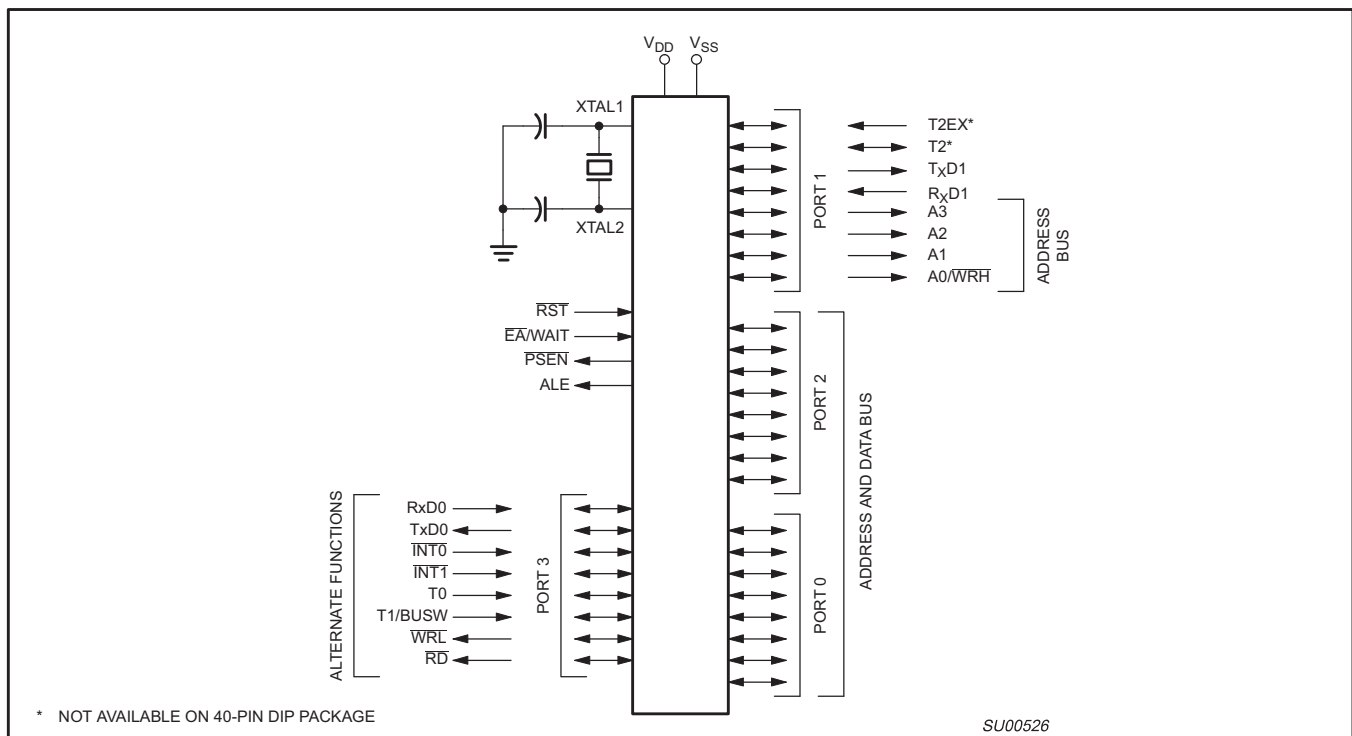 VDD
VSS
XTAL1
XTAL2
RST
EA/WAIT
PSEN
ALE
PORT 1
T2EX*
T2*
TXD1
RXD1
A3
A2
A1
A0/WRH
ADDRESS
BUS
PORT 2
PORT 0
ADDRESS AND DATA BUS
ALTERNATE FUNCTIONS
RxD0
TxD0
INT0
INT1
T0
T1/BUSW
WRL
RD
PORT 3
* NOT AVAILABLE ON 40-PIN DIP PACKAGE
SU00526